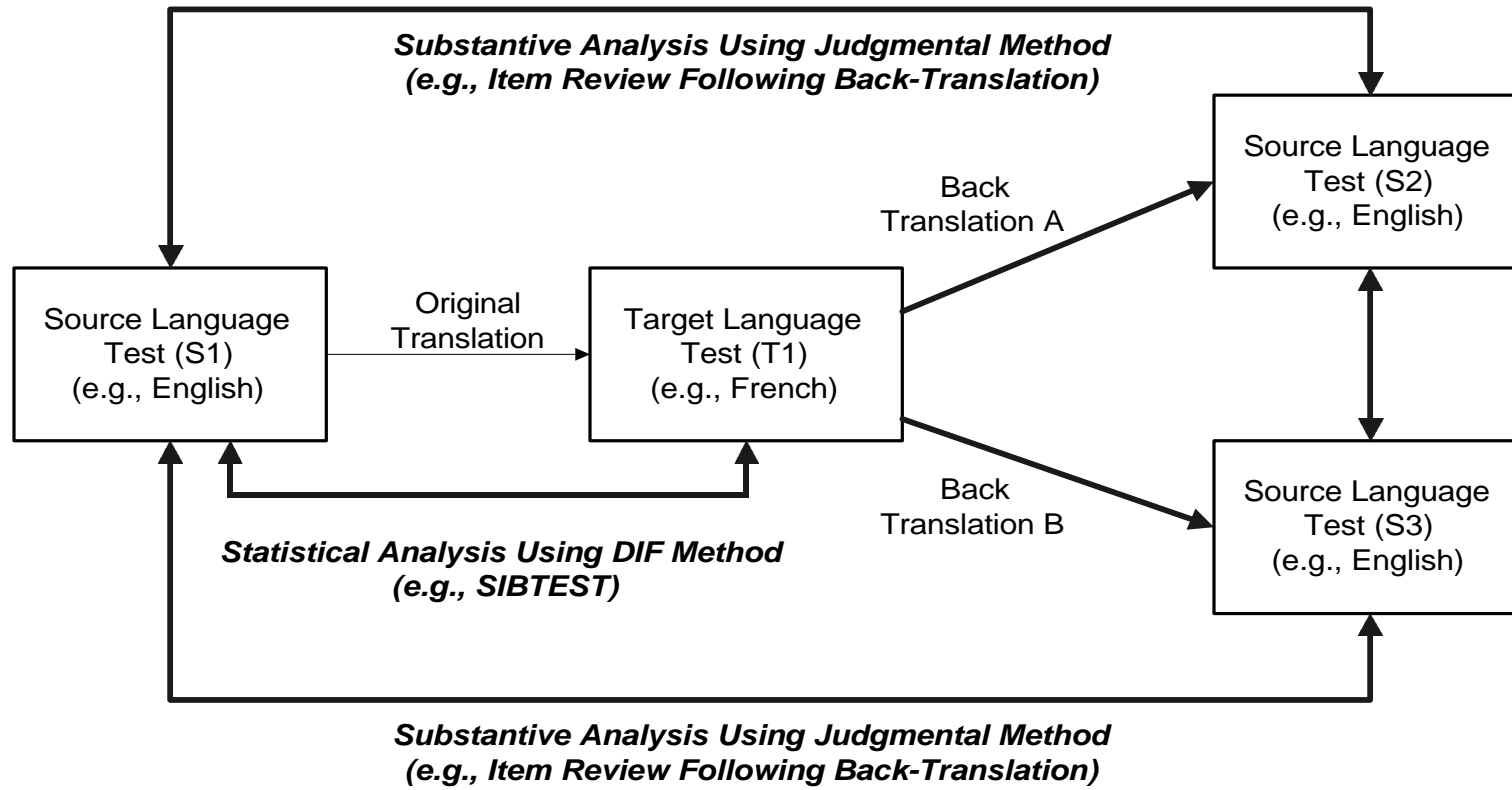 Substantive Analysis Using Judgmental Method
(e.g., Item Review Following Back-Translation)
Source Language
Test (S1)
(e.g., English)
Original
Translation
Target Language
Test (T1)
(e.g., French)
Back
Translation A
Source Language
Test (S2)
(e.g., English)
Back
Translation B
Source Language
Test (S3)
(e.g., English)
Statistical Analysis Using DIF Method
(e.g., SIBTEST)
Substantive Analysis Using Judgmental Method
(e.g., Item Review Following Back-Translation)